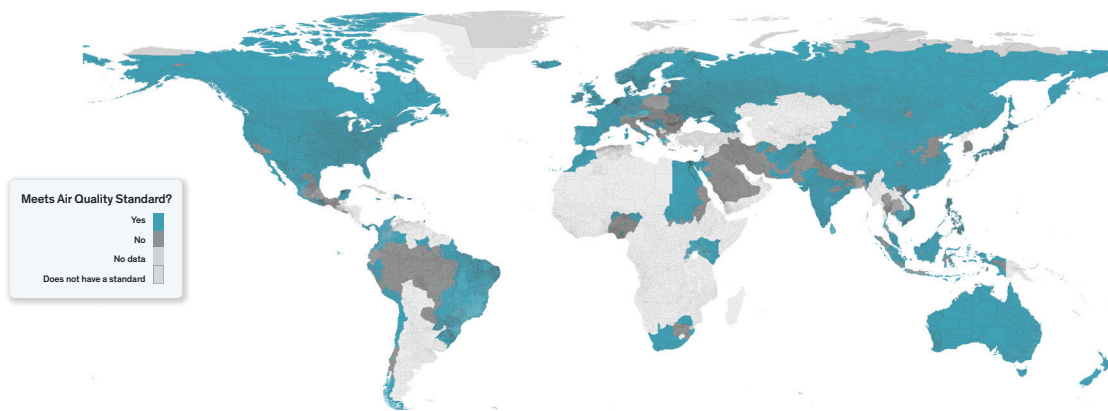 Meets Air Quality Standard?
Yes
No
No data
Does not have a standard